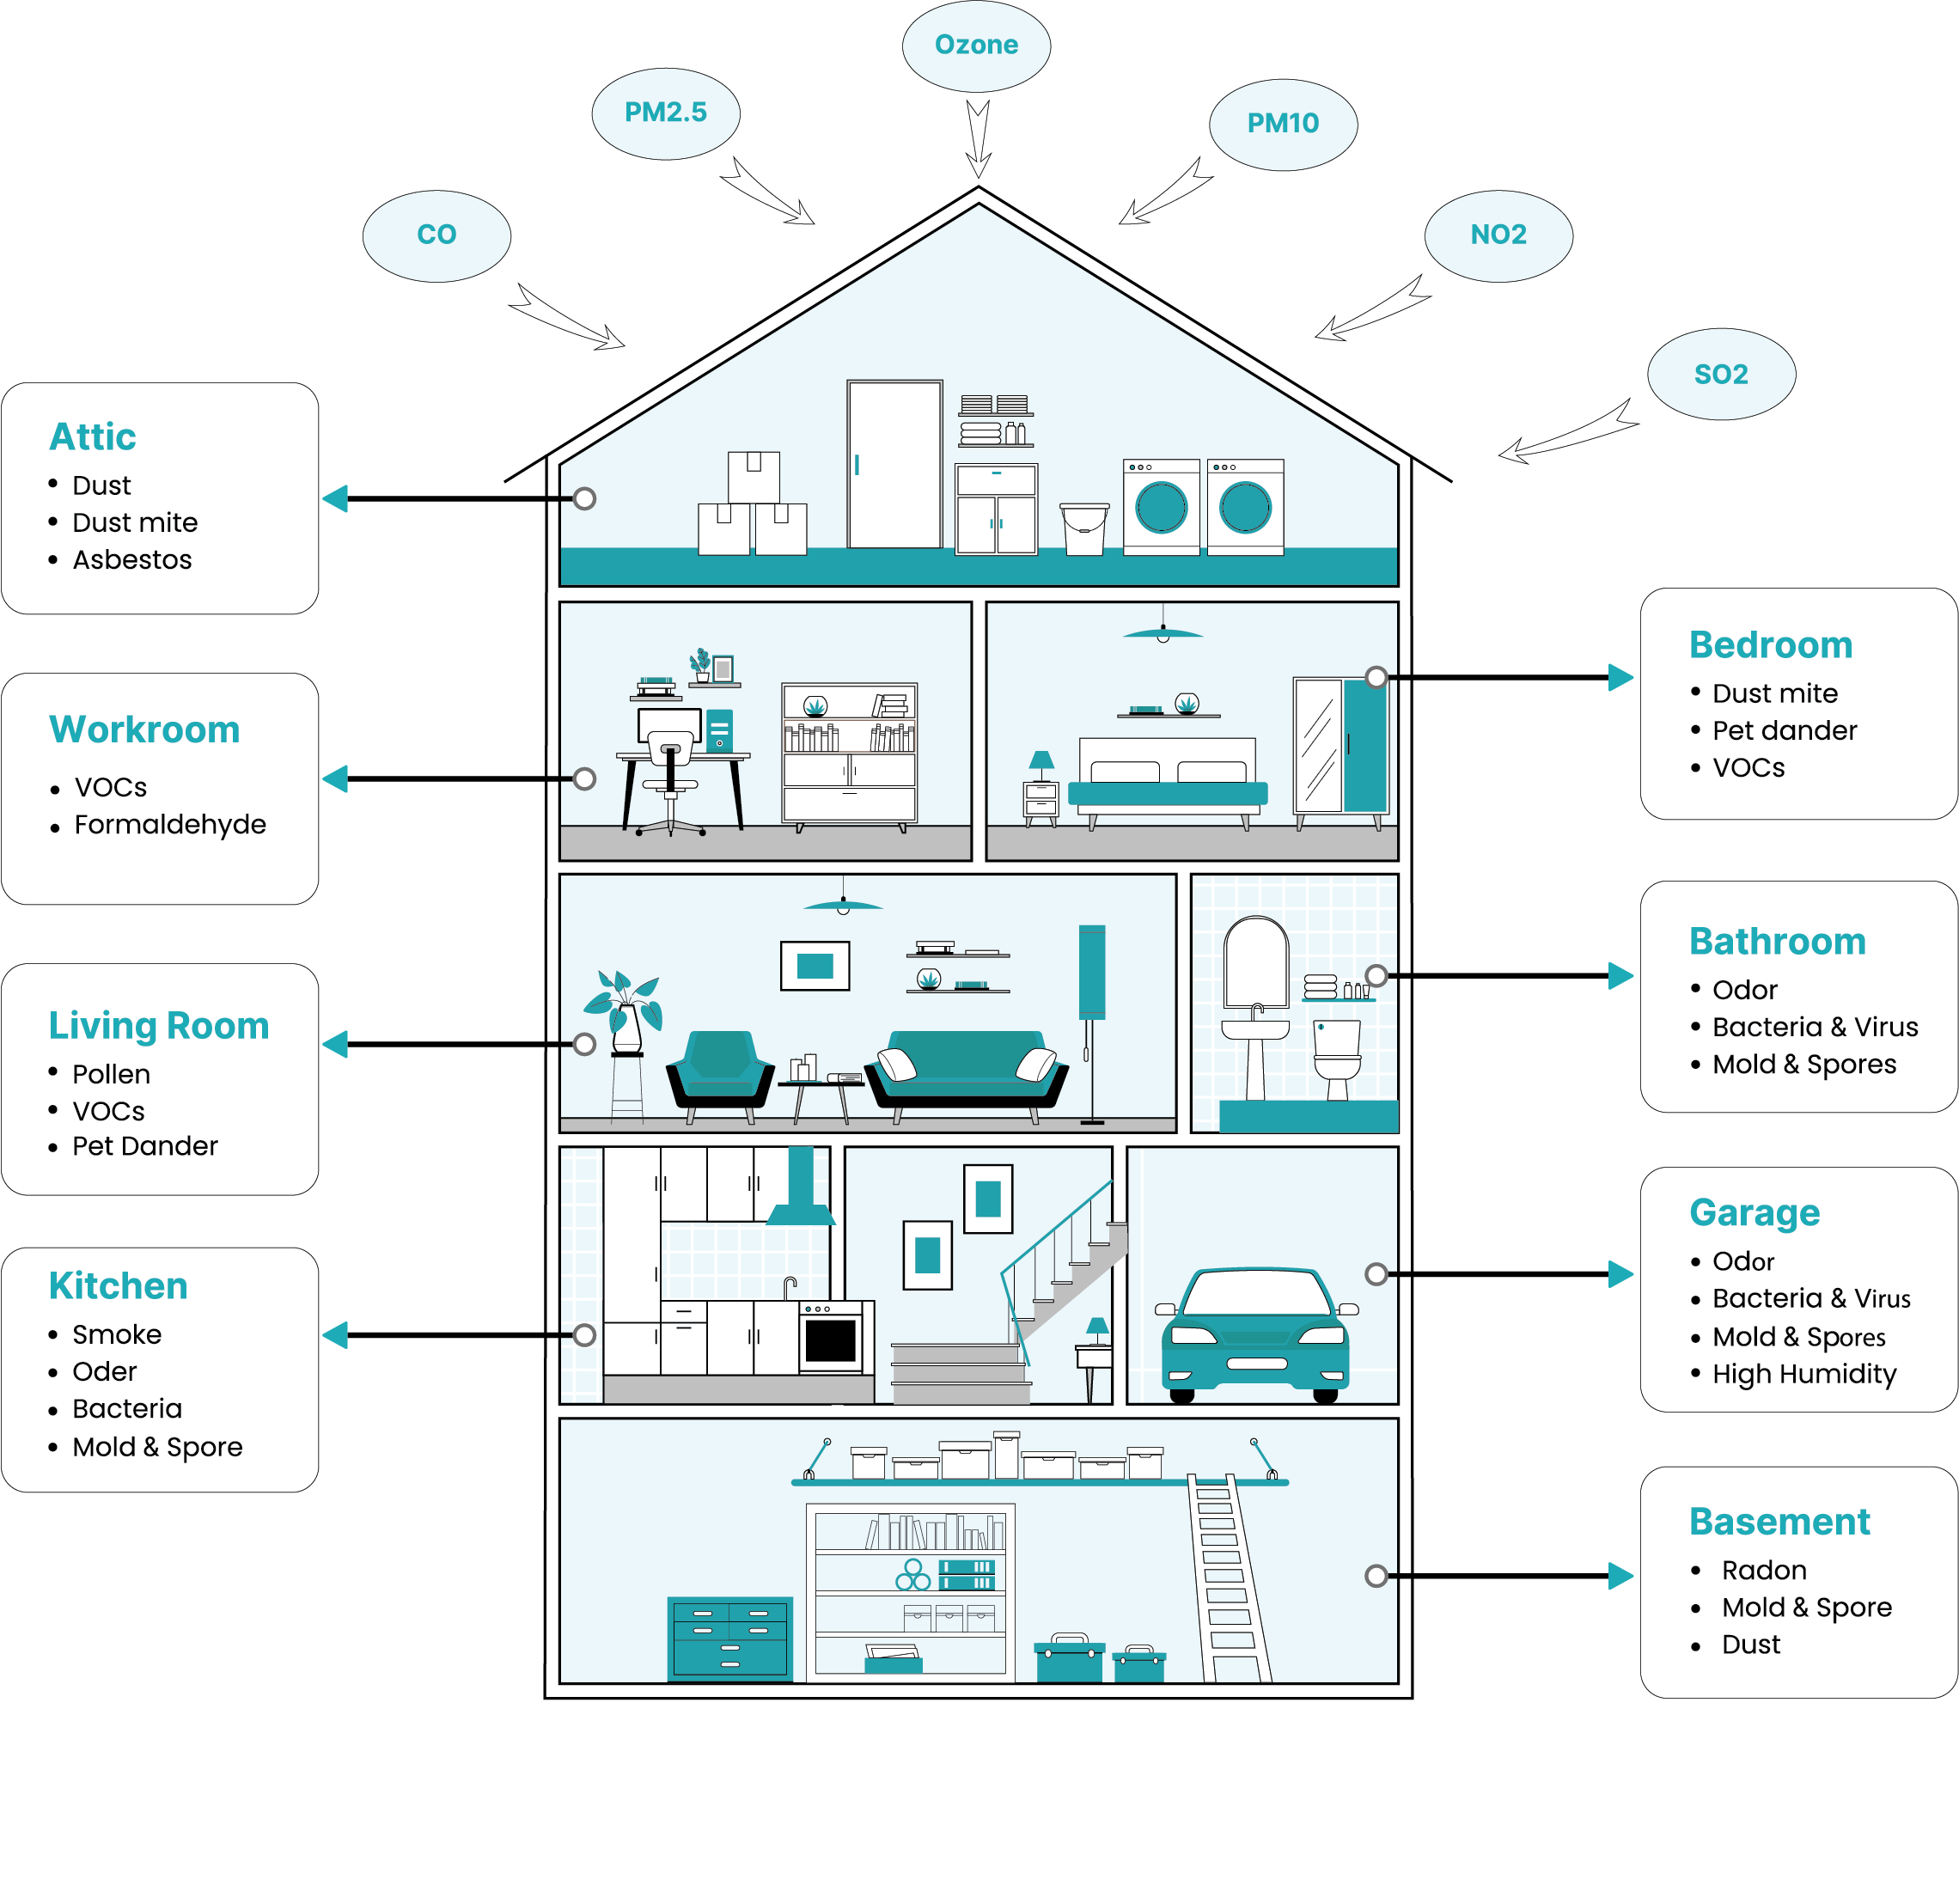 Ozone
PM2.5
PM10
CO
NO2
SO2
Attic
• Dust
• Dust mite
• Asbestos
Workroom
• VOCs
• Formaldehyde
Living Room
• Pollen
• VOCs
• Pet Dander
Kitchen
• Smoke
• Oder
• Bacteria
• Mold & Spore
Bedroom
• Dust mite
• Pet dander
• VOCs
Bathroom
• Odor
• Bacteria & Virus
• Mold & Spores
Garage
• Odor
• Bacteria & Virus
• Mold & Spores
• High Humidity
Basement
• Radon
• Mold & Spore
• Dust